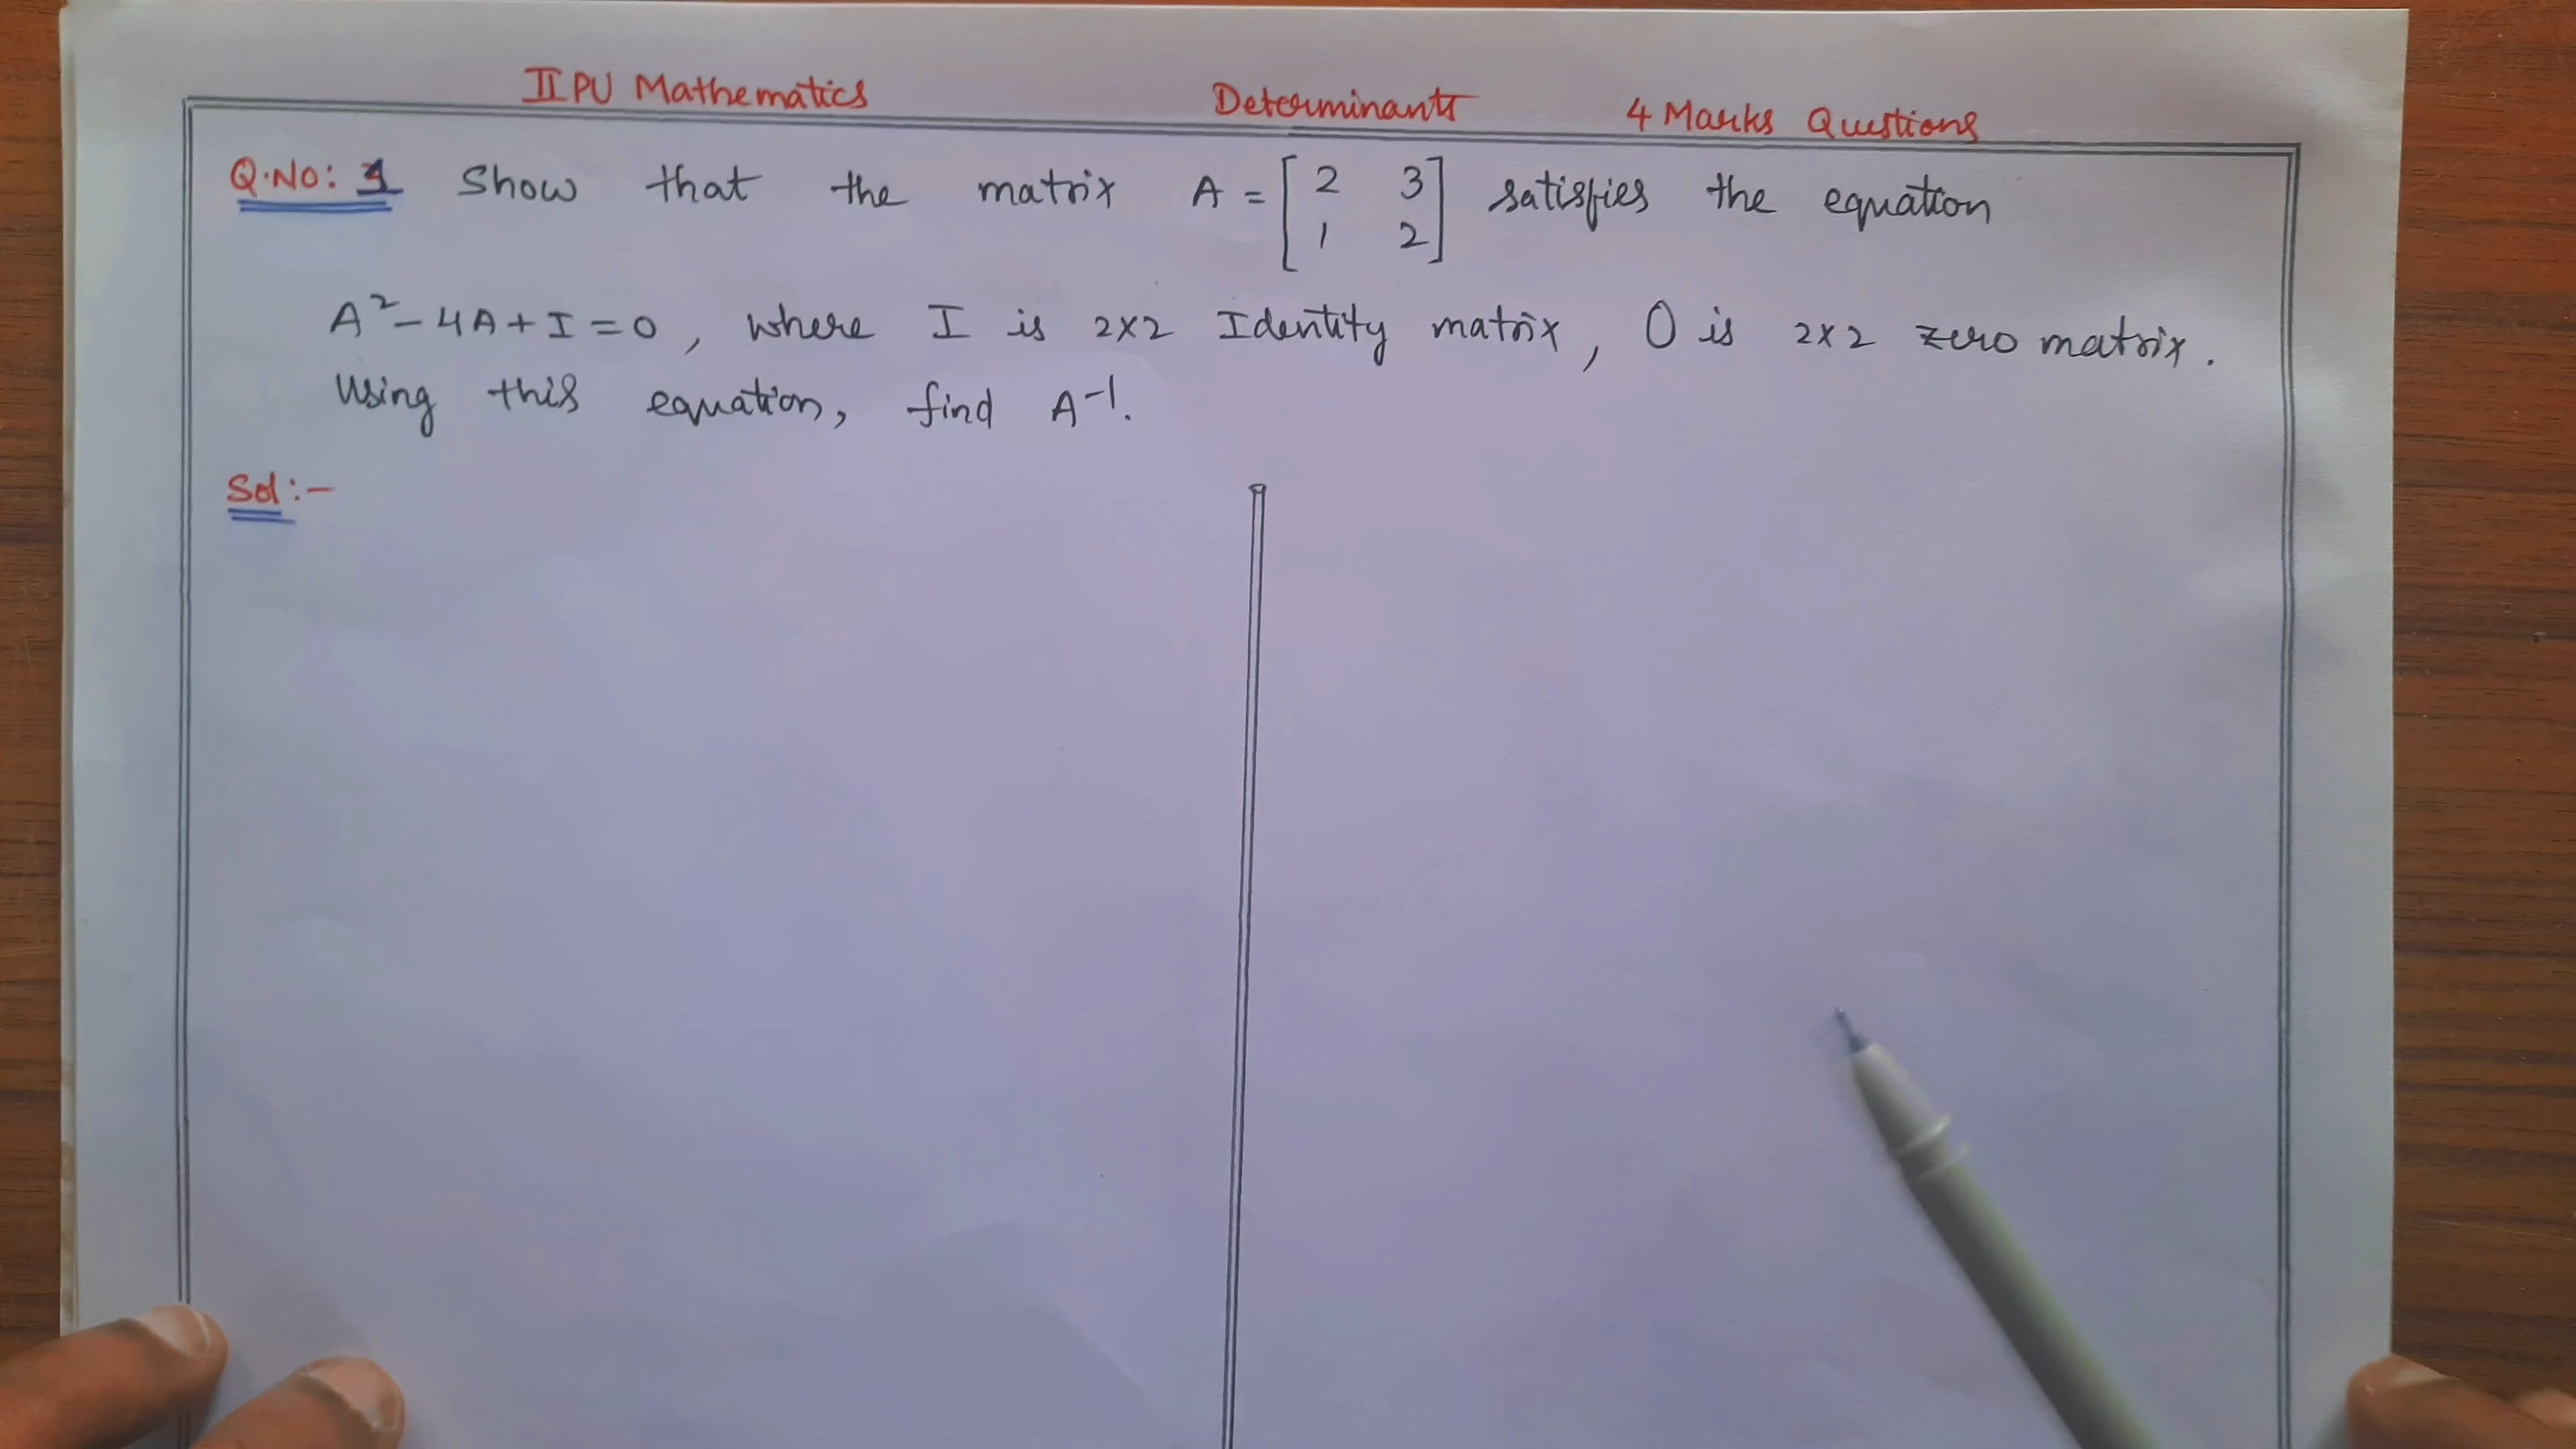 II PU Mathematics Determinants 4 Marks Questions
Q.No: 1 Show that the matrix A = [2 3
1 2] satisfies the equation
A² - 4A + I = 0, where I is 2×2 Identity matrix, O is 2×2 zero matrix.
Using this equation, find A⁻¹.
Sol:-